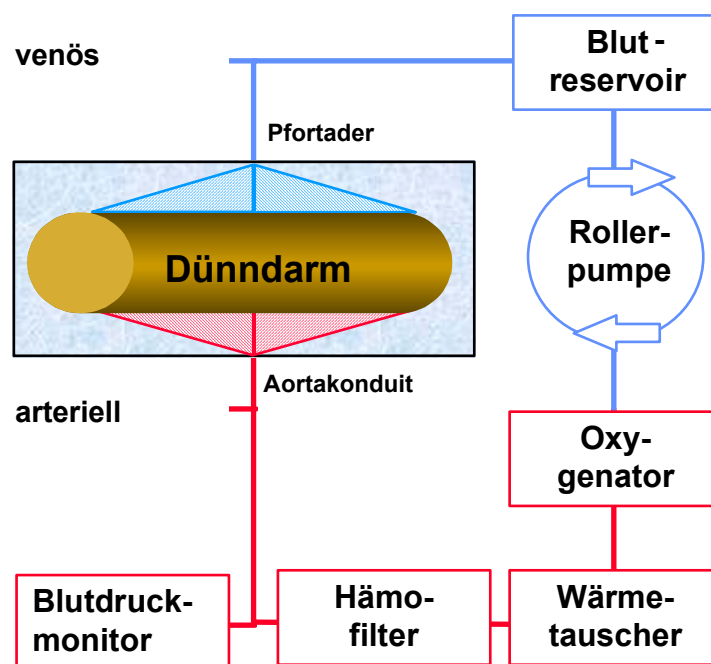 venös
Blut-
reservoir
Pfortader
Dünndarm
Roller-
pumpe
Aortakonduit
arteriell
Oxy-
genator
Blutdruck-
monitor
Hämo-
filter
Wärme-
tauscher